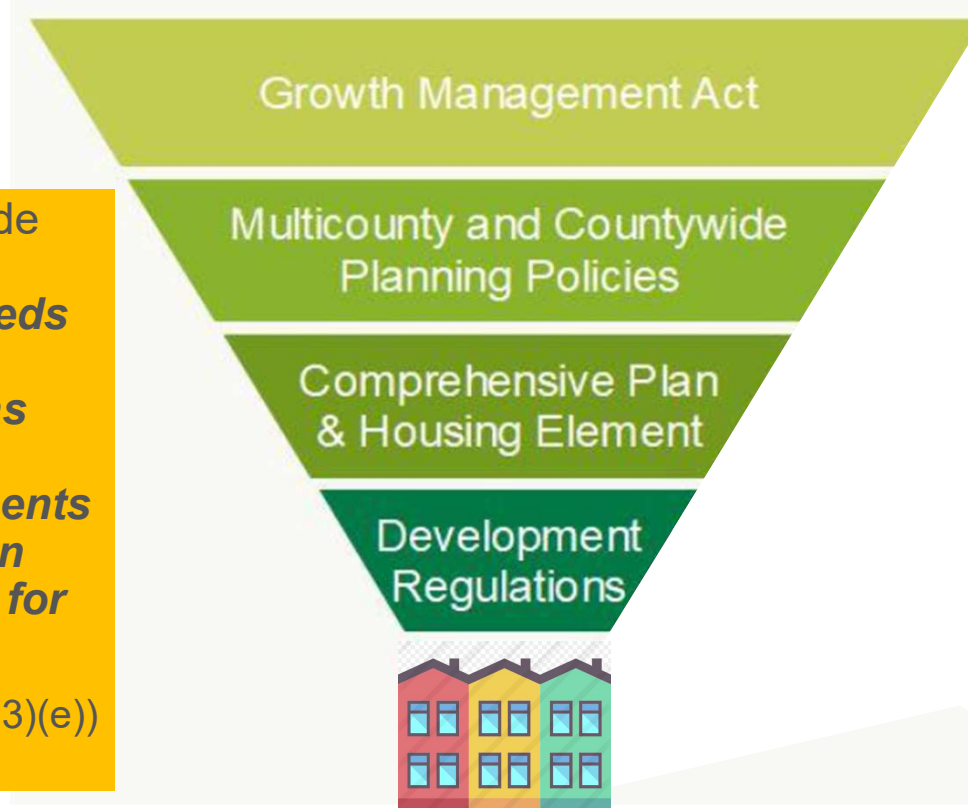 Growth Management Act
Multicounty and Countywide
Planning Policies
Comprehensive Plan
& Housing Element
Development
Regulations
de
eds
s
ents
n
for
3)(e))